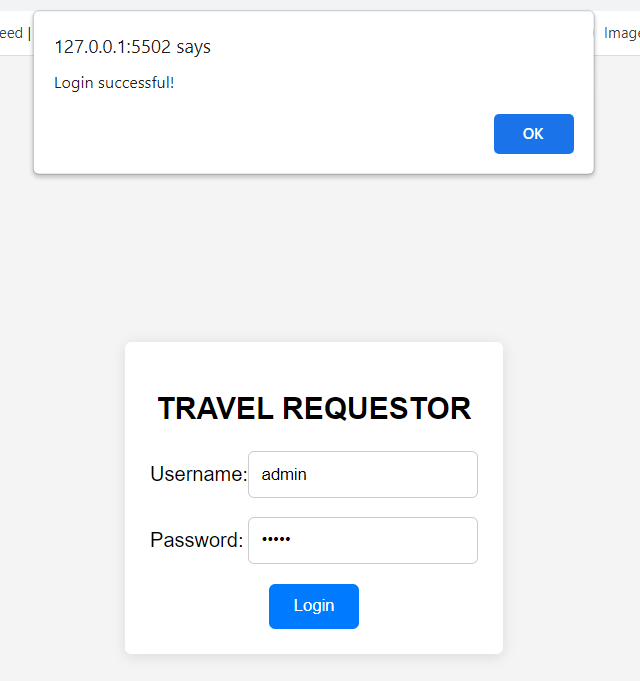 eed |
Image
127.0.0.1:5502 says
Login successful!
OK
TRAVEL REQUESTOR
Username: admin
Password: •••••
Login